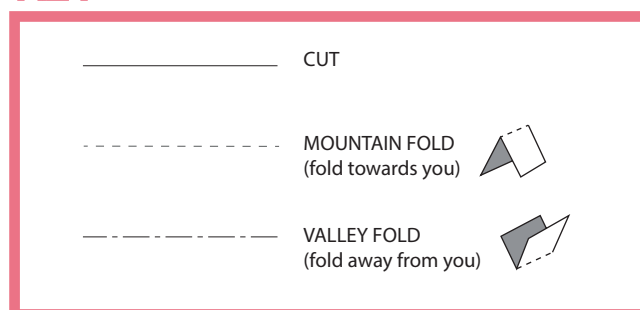 CUT
MOUNTAIN FOLD
(fold towards you)
VALLEY FOLD
(fold away from you)